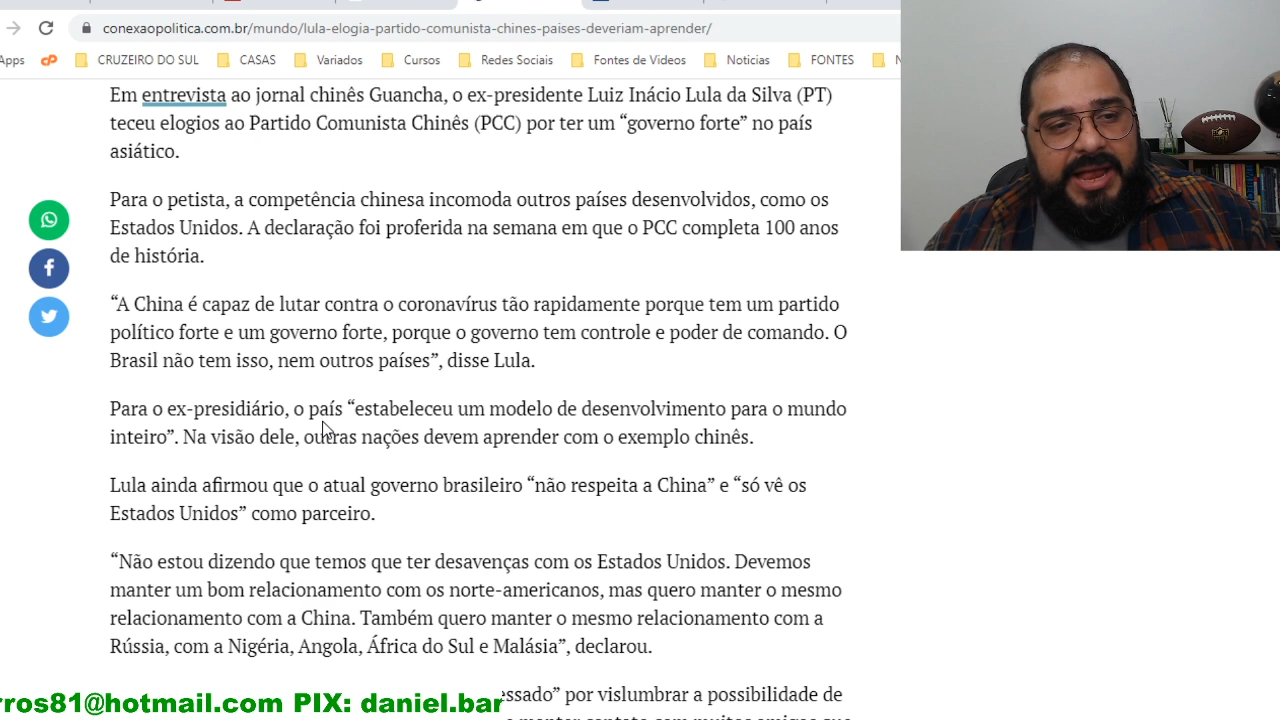 conexaopolitica.com.br/mundo/lula-elogia-partido-comunista-chines-paises-deveriam-aprender/
Apps CRUZEIRO DO SUL CASAS Variados Cursos Redes Sociais Fontes de Videos Noticias FONTES
Em entrevista ao jornal chinês Guancha, o ex-presidente Luiz Inácio Lula da Silva (PT)
teceu elogios ao Partido Comunista Chinês (PCC) por ter um “governo forte” no país
asiático.
Para o petista, a competência chinesa incomoda outros países desenvolvidos, como os
Estados Unidos. A declaração foi proferida na semana em que o PCC completa 100 anos
de história.
“A China é capaz de lutar contra o coronavírus tão rapidamente porque tem um partido
político forte e um governo forte, porque o governo tem controle e poder de comando. O
Brasil não tem isso, nem outros países”, disse Lula.
Para o ex-presidiário, o país “estabeleceu um modelo de desenvolvimento para o mundo
inteiro”. Na visão dele, outras nações devem aprender com o exemplo chinês.
Lula ainda afirmou que o atual governo brasileiro “não respeita a China” e “só vê os
Estados Unidos” como parceiro.
“Não estou dizendo que temos que ter desavenças com os Estados Unidos. Devemos
manter um bom relacionamento com os norte-americanos, mas quero manter o mesmo
relacionamento com a China. Também quero manter o mesmo relacionamento com a
Rússia, com a Nigéria, Angola, África do Sul e Malásia”, declarou.
essado” por vislumbrar a possibilidade de
rros81@hotmail.com PIX: daniel.bar